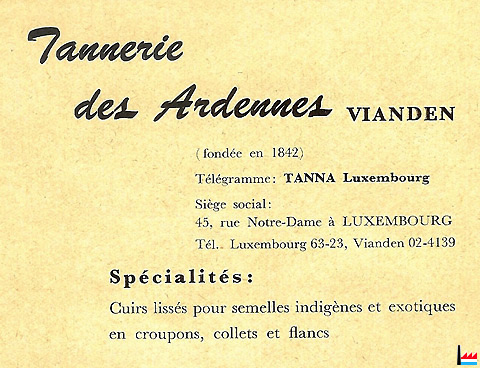 Tannerie
des Ardennes VIANDEN
(fondée en 1842)
Télégramme: TANNA Luxembourg
Siège social:
45, rue Notre-Dame à LUXEMBOURG
Tél. Luxembourg 63-23, Vianden 02-4139
Spécialités:
Cuirs lissés pour semelles indigènes et exotiques
en croupons, collets et flancs